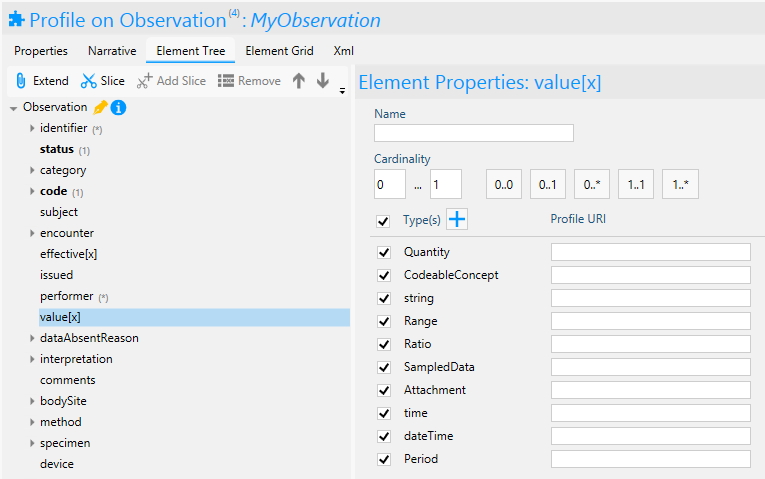 Profile on Observation (4) : MyObservation
Properties Narrative Element Tree Element Grid Xml
Extend Slice Add Slice Remove
Observation
identifier (*)
status (1)
category
code (1)
subject
encounter
effective[x]
issued
performer (*)
value[x]
dataAbsentReason
interpretation
comments
bodySite
method
specimen
device
Element Properties: value[x]
Name
Cardinality
0 ... 1 0..0 0..1 0..* 1..1 1..*
Type(s) Profile URI
Quantity
CodeableConcept
string
Range
Ratio
SampledData
Attachment
time
dateTime
Period